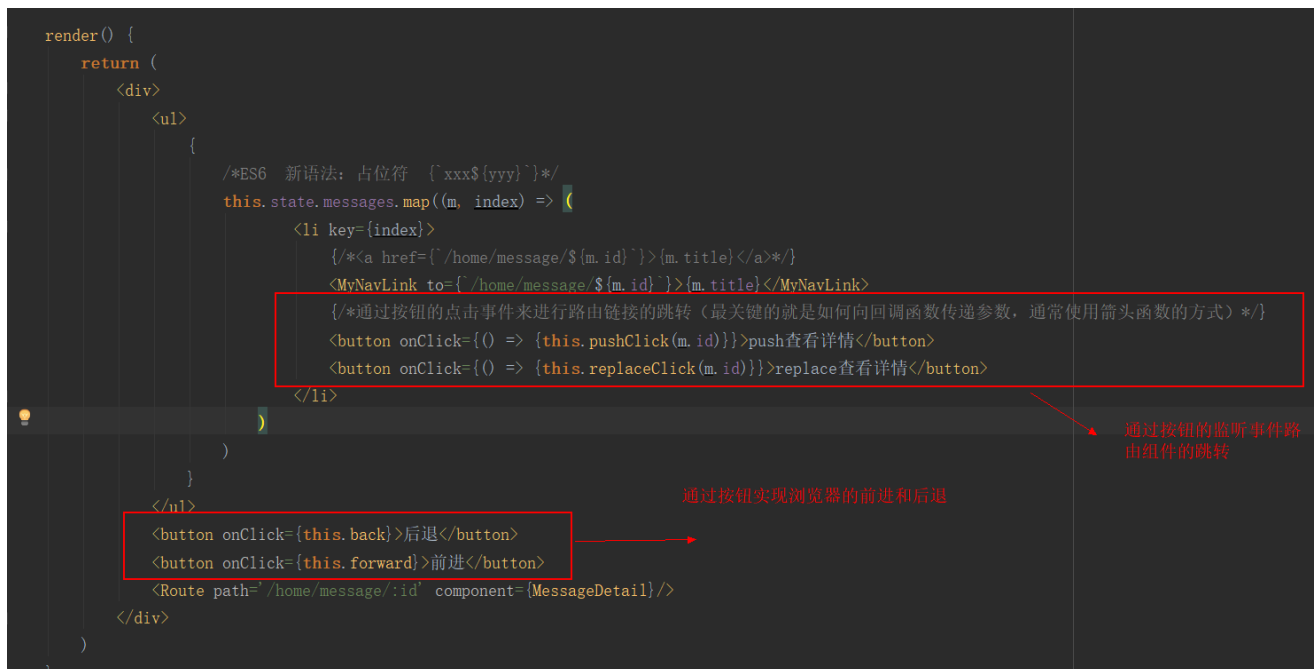 render() {
return (
<div>
<ul>
{
/*ES6  新语法：占位符  {`xxx${yyy}`}*/
this.state.messages.map((m, index) => (
<li key={index}>
{/*<a href={`/home/message/${m.id}`}>{m.title}</a>*/}
<MyNavLink to={`/home/message/${m.id}`}>{m.title}</MyNavLink>
{/*通过按钮的点击事件来进行路由链接的跳转（最关键的就是如何向回调函数传递参数，通常使用箭头函数的方式）*/}
<button onClick={() => {this.pushClick(m.id)}}>push查看详情</button>
<button onClick={() => {this.replaceClick(m.id)}}>replace查看详情</button>
</li>
)
通过按钮的监听事件路
由组件的跳转
)
}
通过按钮实现浏览器的前进和后退
</ul>
<button onClick={this.back}>后退</button>
<button onClick={this.forward}>前进</button>
<Route path='/home/message/:id' component={MessageDetail}/>
</div>
)